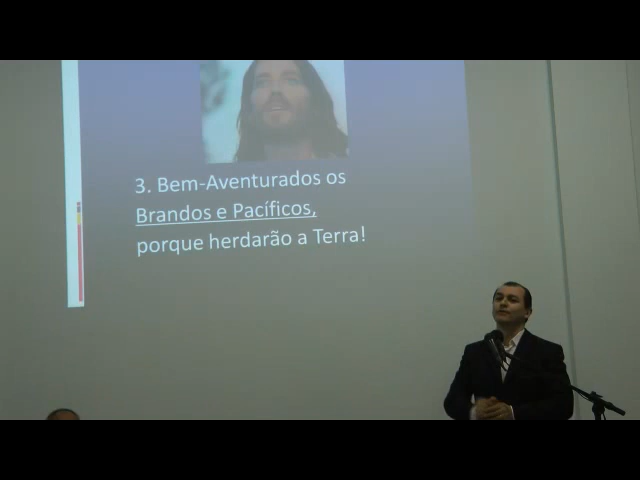 3. Bem-Aventurados os
Brandos e Pacíficos,
porque herdarão a Terra!